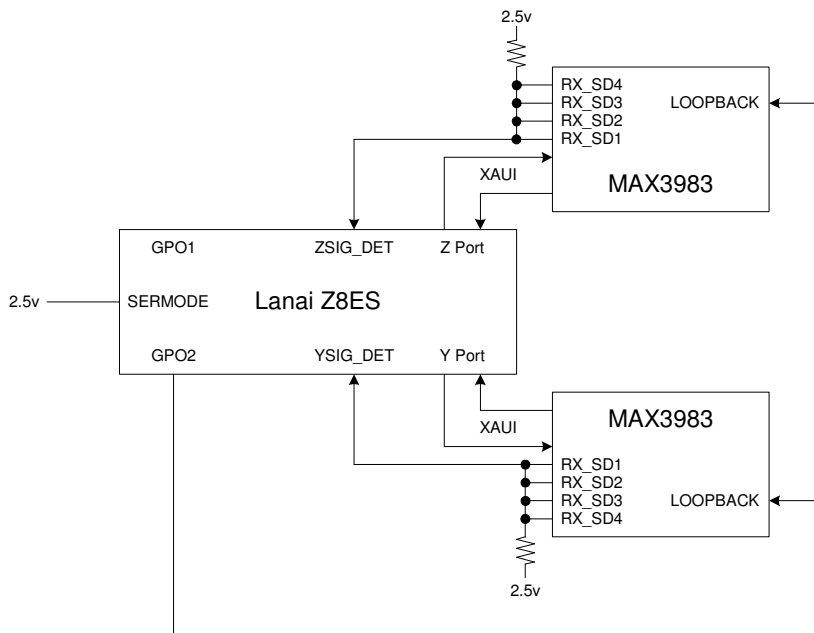 2.5v
RX_SD4
RX_SD3
RX_SD2
RX_SD1
LOOPBACK
MAX3983
XAUI
GPO1
ZSIG_DET
Z Port
2.5v
SERMODE
Lanai Z8ES
GPO2
YSIG_DET
Y Port
XAUI
MAX3983
RX_SD1
RX_SD2
RX_SD3
RX_SD4
LOOPBACK
2.5v